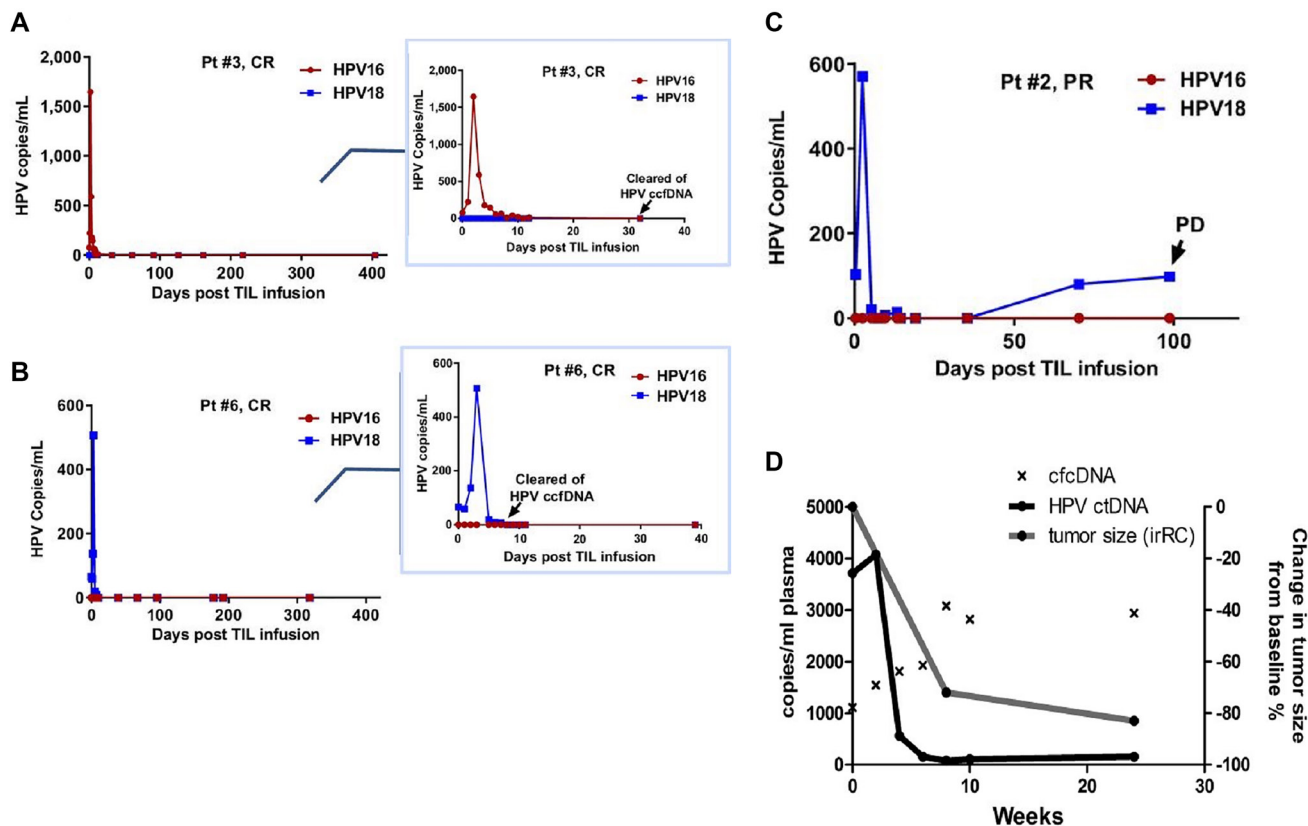 A
Pt #3, CR
HPV16
HPV18
HPV copies/mL
2,000
1,500
1,000
500
0
0
100
200
300
400
Days post TIL infusion
Pt #3, CR
HPV16
HPV18
HPV Copies/mL
2,000
1,500
1,000
500
0
Cleared of
HPV ccfDNA
0
10
20
30
40
Days post TIL infusion
B
Pt #6, CR
HPV16
HPV18
HPV Copies/mL
600
400
200
0
0
100
200
300
400
Days post TIL infusion
Pt #6, CR
HPV16
HPV18
HPV copies/mL
600
400
200
0
Cleared of
HPV ccfDNA
0
10
20
30
40
Days post TIL infusion
C
Pt #2, PR
HPV16
HPV18
HPV Copies/mL
600
400
200
0
PD
0
50
100
Days post TIL infusion
D
cfcDNA
HPV ctDNA
tumor size (irRC)
copies/ml plasma
5000
4000
3000
2000
1000
0
0
-20
-40
-60
-80
-100
Change in tumor size
from baseline
%
0
10
20
30
Weeks